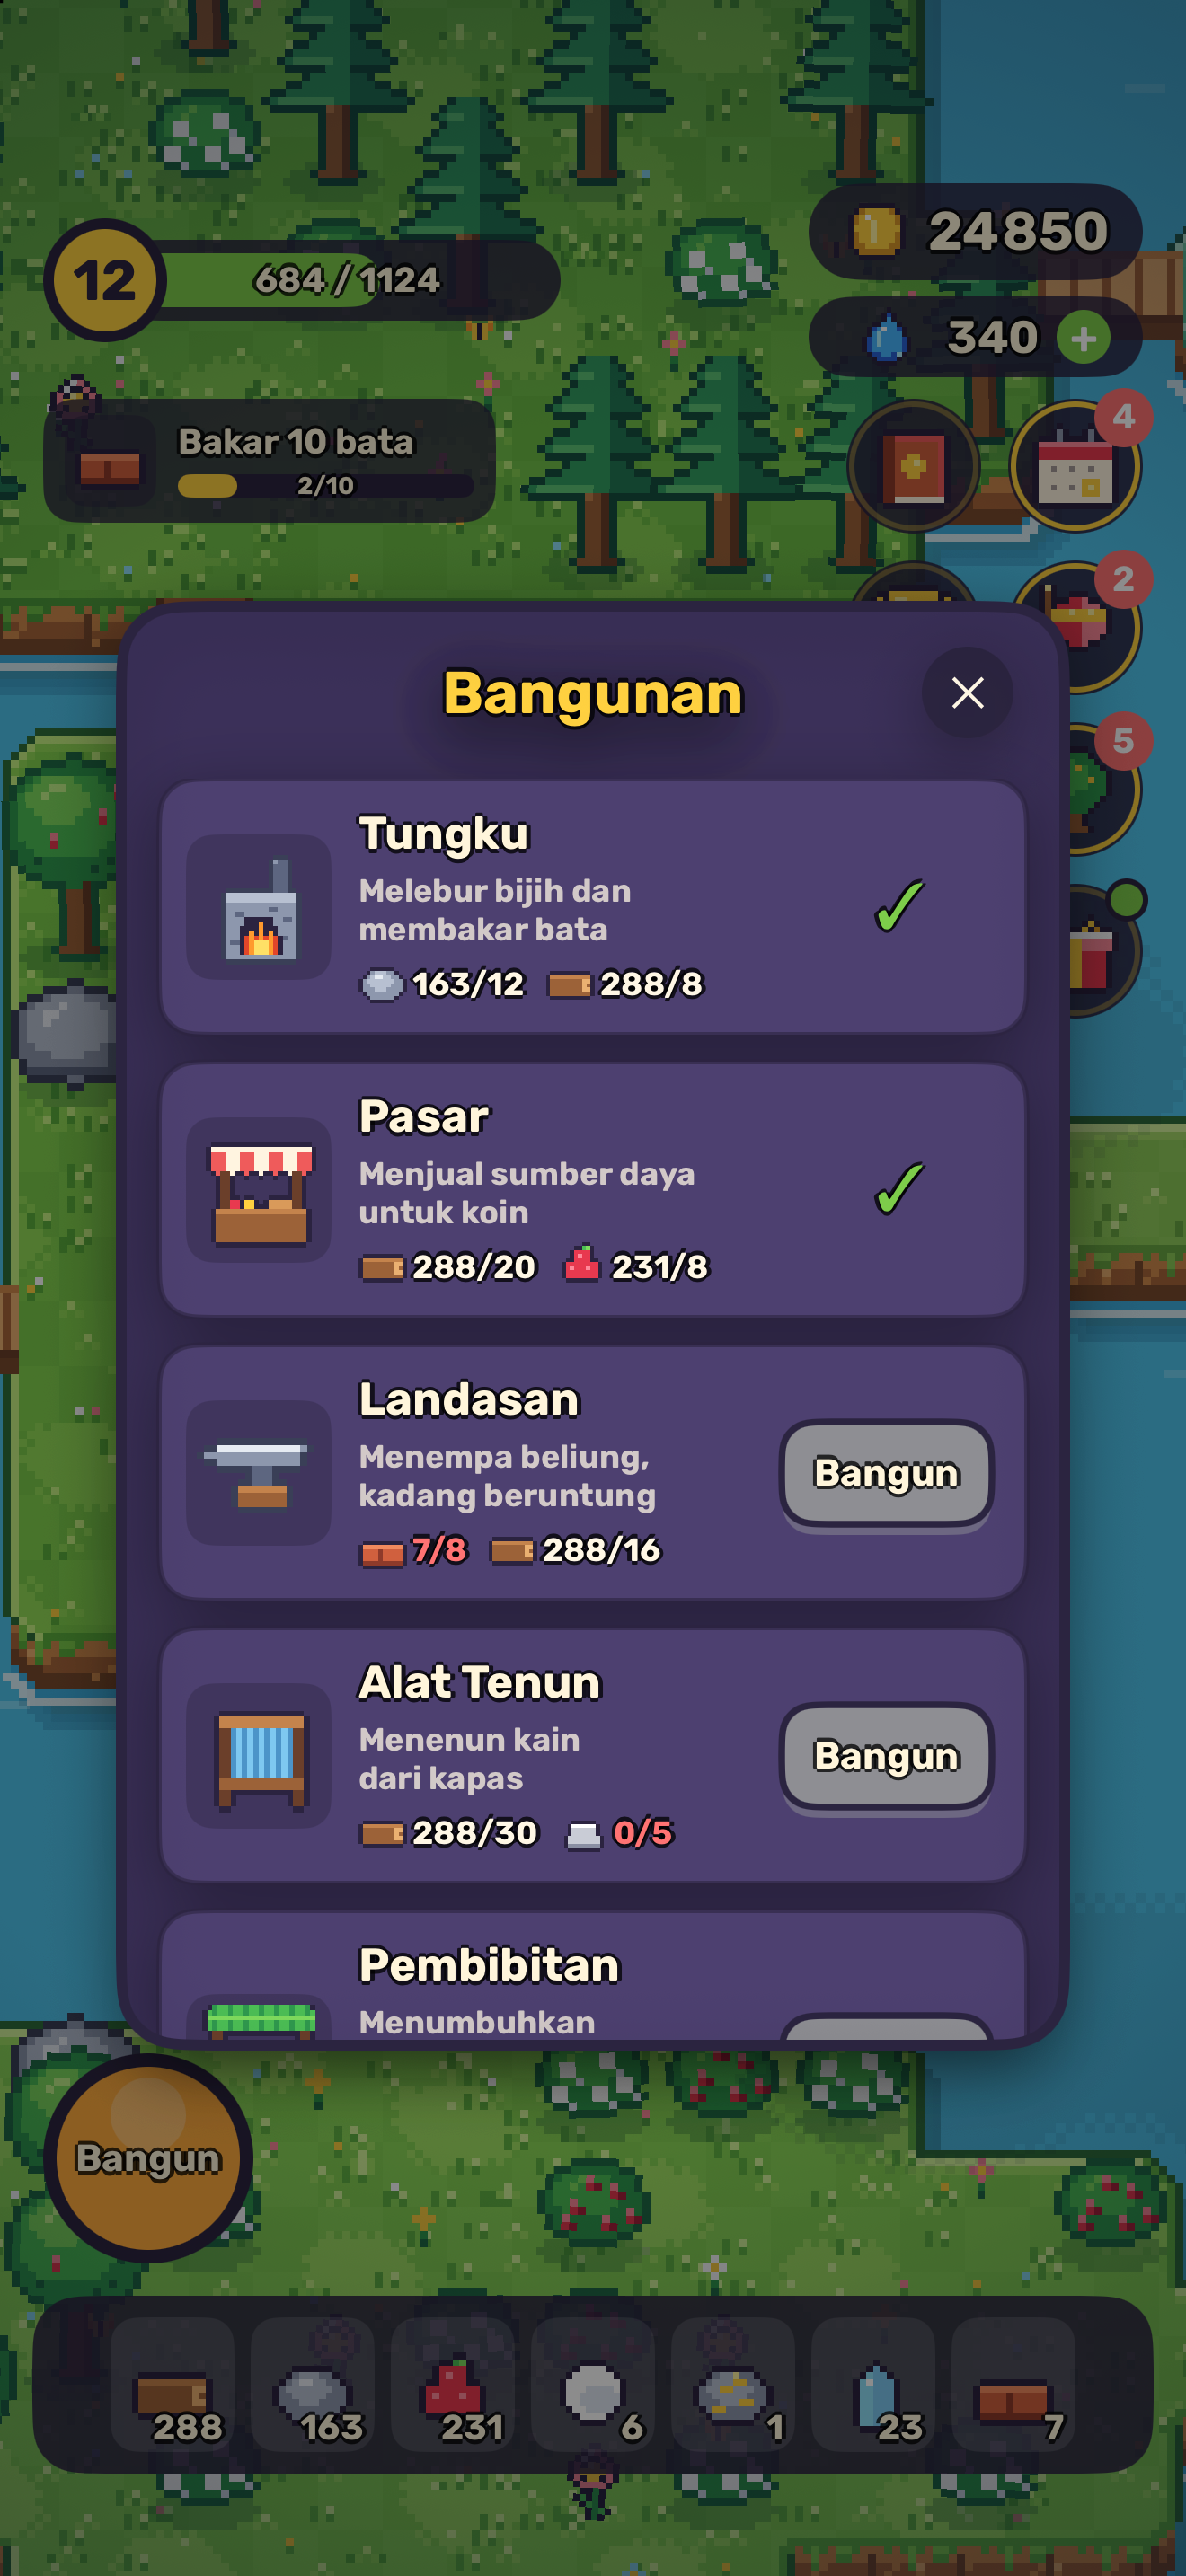 12
684 / 1124
24850
340
+
Bakar 10 bata
2/10
4
2
5
Bangunan
Tungku
Melebur bijih dan
membakar bata
163/12 288/8
✓
Pasar
Menjual sumber daya
untuk koin
288/20 231/8
✓
Landasan
Menempa beliung,
kadang beruntung
7/8 288/16
Bangun
Alat Tenun
Menenun kain
dari kapas
288/30 0/5
Bangun
Pembibitan
Menumbuhkan
Bangun
288 163 231 6 1 23 7